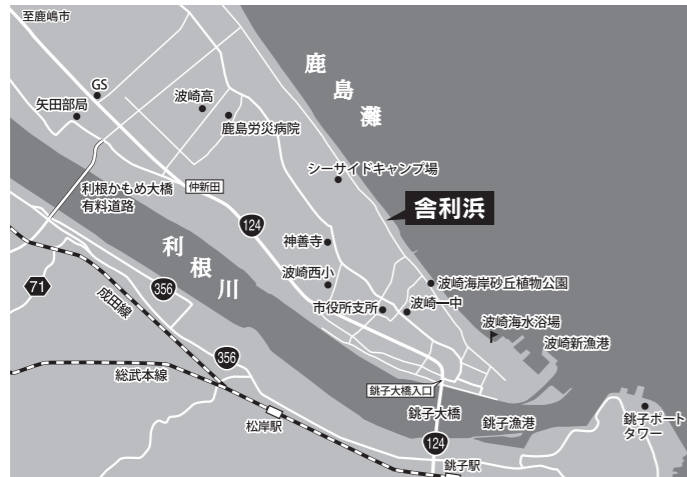 至鹿嶋市
鹿島灘
GS
矢田部局
波崎高
鹿島労災病院
シーサイドキャンプ場
利根かもめ大橋
有料道路
仲新田
舎利浜
124
神善寺
利根川
71
成田線
356
波崎西小
波崎海岸砂丘植物公園
市役所支所
波崎一中
波崎海水浴場
波崎新漁港
356
総武本線
銚子大橋入口
銚子大橋
銚子漁港
銚子ポート
タワー
松岸駅
124
銚子駅